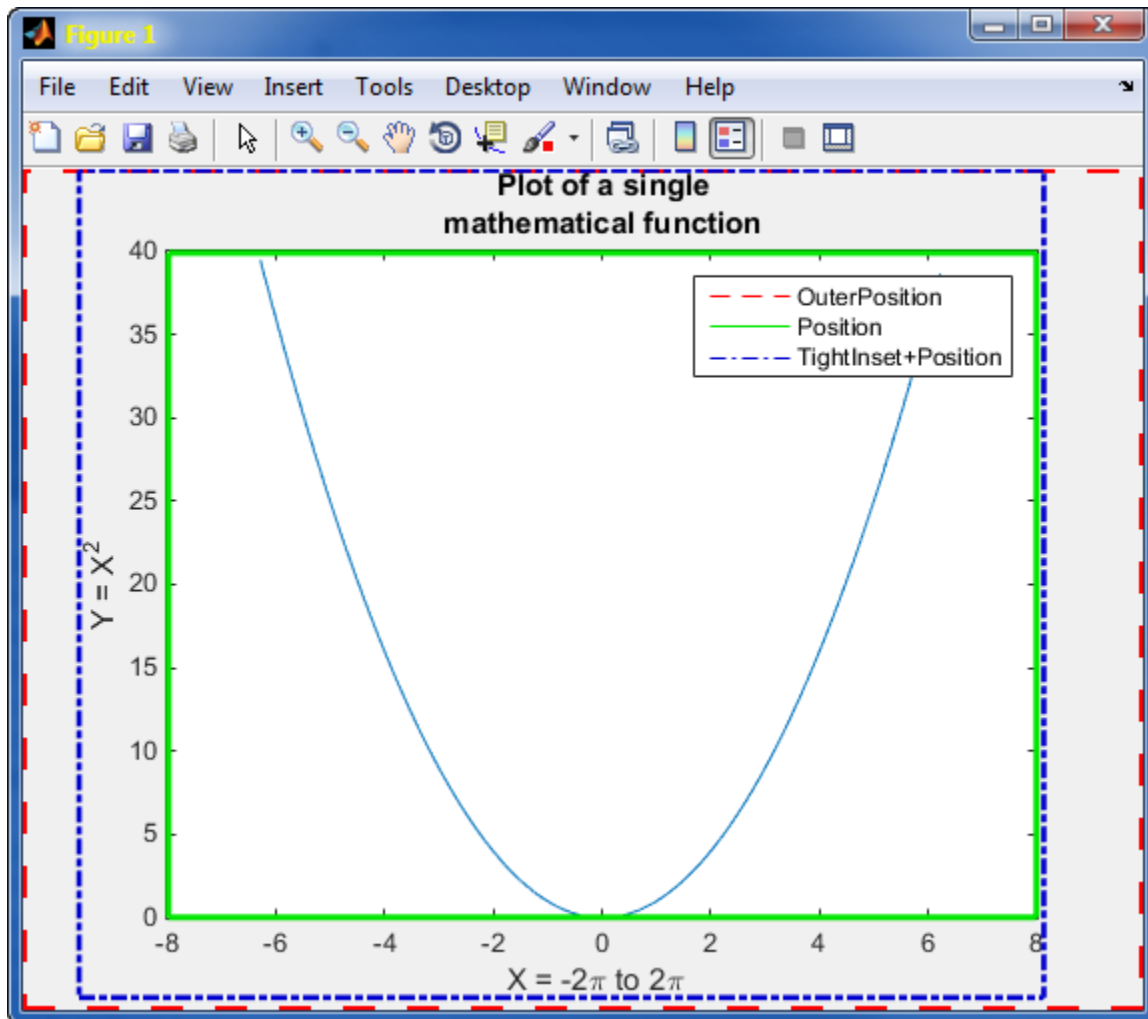 Figure 1
File Edit View Insert Tools Desktop Window Help
Plot of a single
mathematical function
OuterPosition
Position
TightInset+Position
40
35
30
25
20
15
10
5
0
Y = X²
-8 -6 -4 -2 0 2 4 6 8
X = -2π to 2π